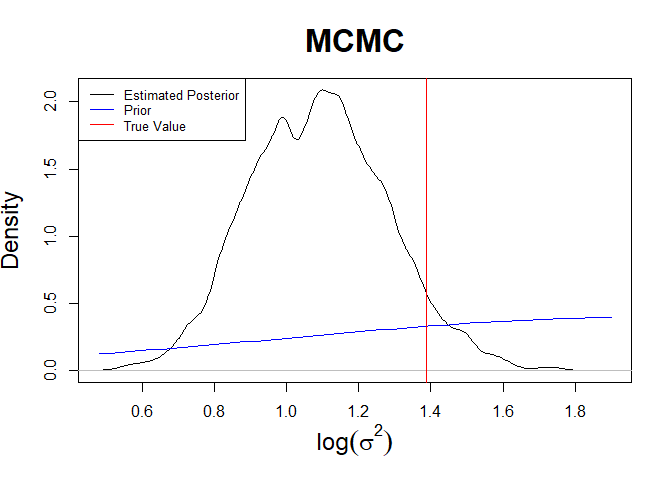 MCMC
Estimated Posterior
Prior
True Value
Density
0.0
0.5
1.0
1.5
2.0
0.6 0.8 1.0 1.2 1.4 1.6 1.8
log(σ²)